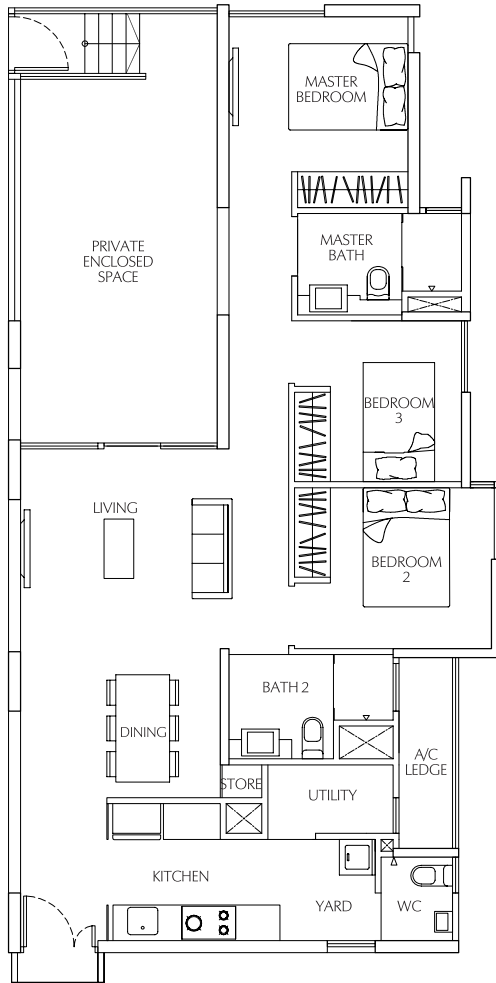 MASTER
BEDROOM
PRIVATE
ENCLOSED
SPACE
MASTER
BATH
BEDROOM
3
LIVING
BEDROOM
2
BATH 2
DINING
A/C
LEDGE
STORE
UTILITY
KITCHEN
YARD
WC